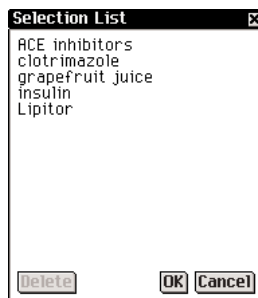 Selection List
ACE inhibitors
clotrimazole
grapefruit juice
insulin
Lipitor
Delete OK Cancel